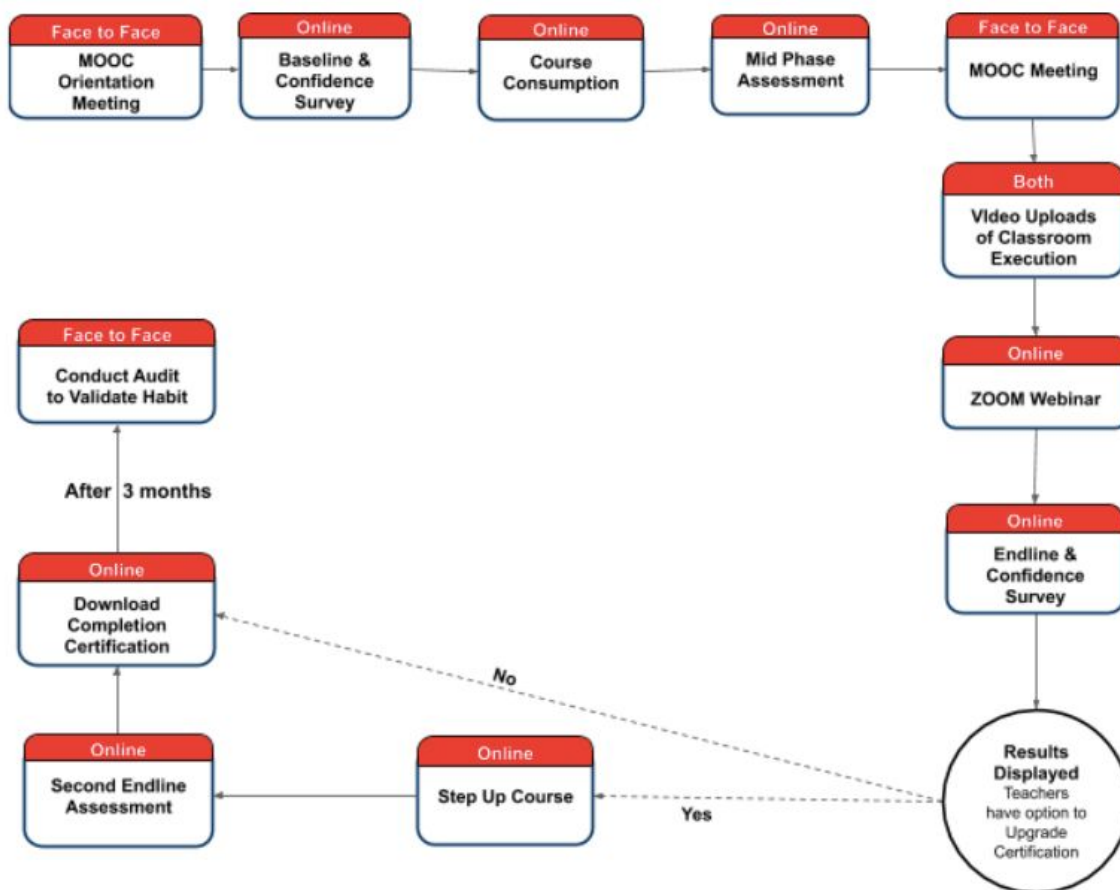 Face to Face
MOOC
Orientation
Meeting
Online
Baseline &
Confidence
Survey
Online
Course
Consumption
Online
Mid Phase
Assessment
Face to Face
MOOC Meeting
Both
VIdeo Uploads
of Classroom
Execution
Online
ZOOM Webinar
Online
Endline &
Confidence
Survey
Results
Displayed
Teachers
have option to
Upgrade
Certification
No
Yes
Online
Step Up Course
Online
Second Endline
Assessment
Online
Download
Completion
Certification
After 3 months
Face to Face
Conduct Audit
to Validate Habit